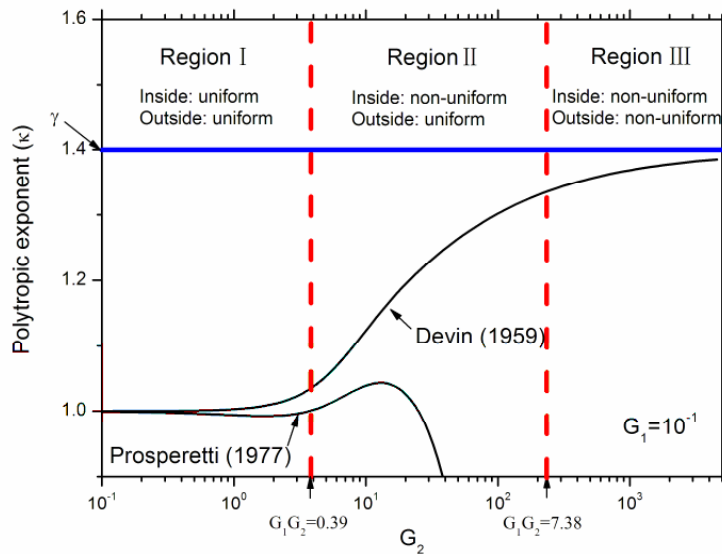 1.6
Region I
Region II
Region III
Inside: uniform
Outside: uniform
Inside: non-uniform
Outside: uniform
Inside: non-uniform
Outside: non-uniform
γ
1.4
Polytropic exponent (κ)
1.2
Devin (1959)
1.0
Prosperetti (1977)
G₁=10⁻¹
10⁻¹
10⁰
10¹
10²
10³
G₁G₂=0.39
G₂
G₁G₂=7.38